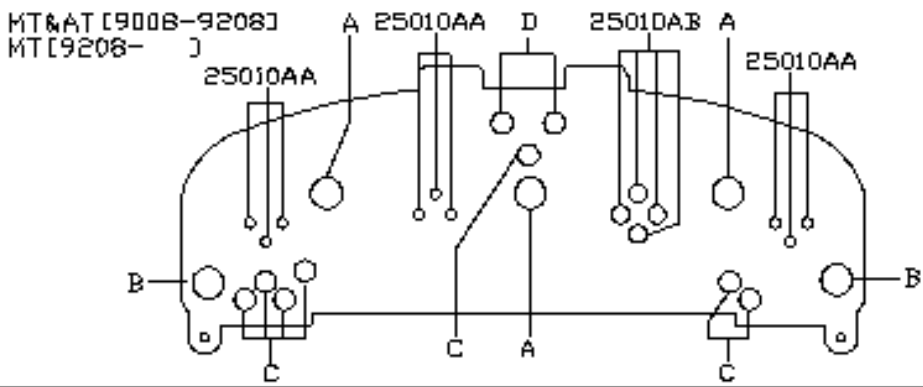 MT&AT[9008-9208]
MT[9208-     ]
A 25010AA D 25010AB A
25010AA 25010AA
B B
C C A C